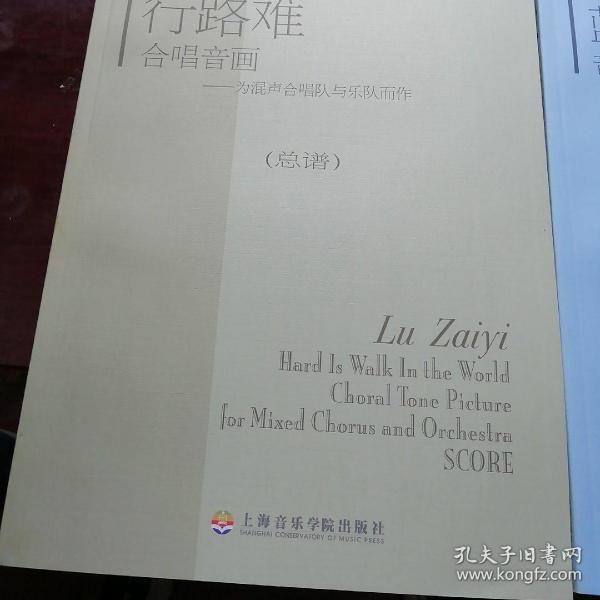 行路难
合唱音画
——为混声合唱队与乐队而作
（总谱）
Lu Zaiyi
Hard Is Walk In the World
Choral Tone Picture
for Mixed Chorus and Orchestra
SCORE
上海音乐学院出版社
SHANGHAI CONSERVATORY OF MUSIC PRESS
孔夫子旧书网
www.kongfz.com